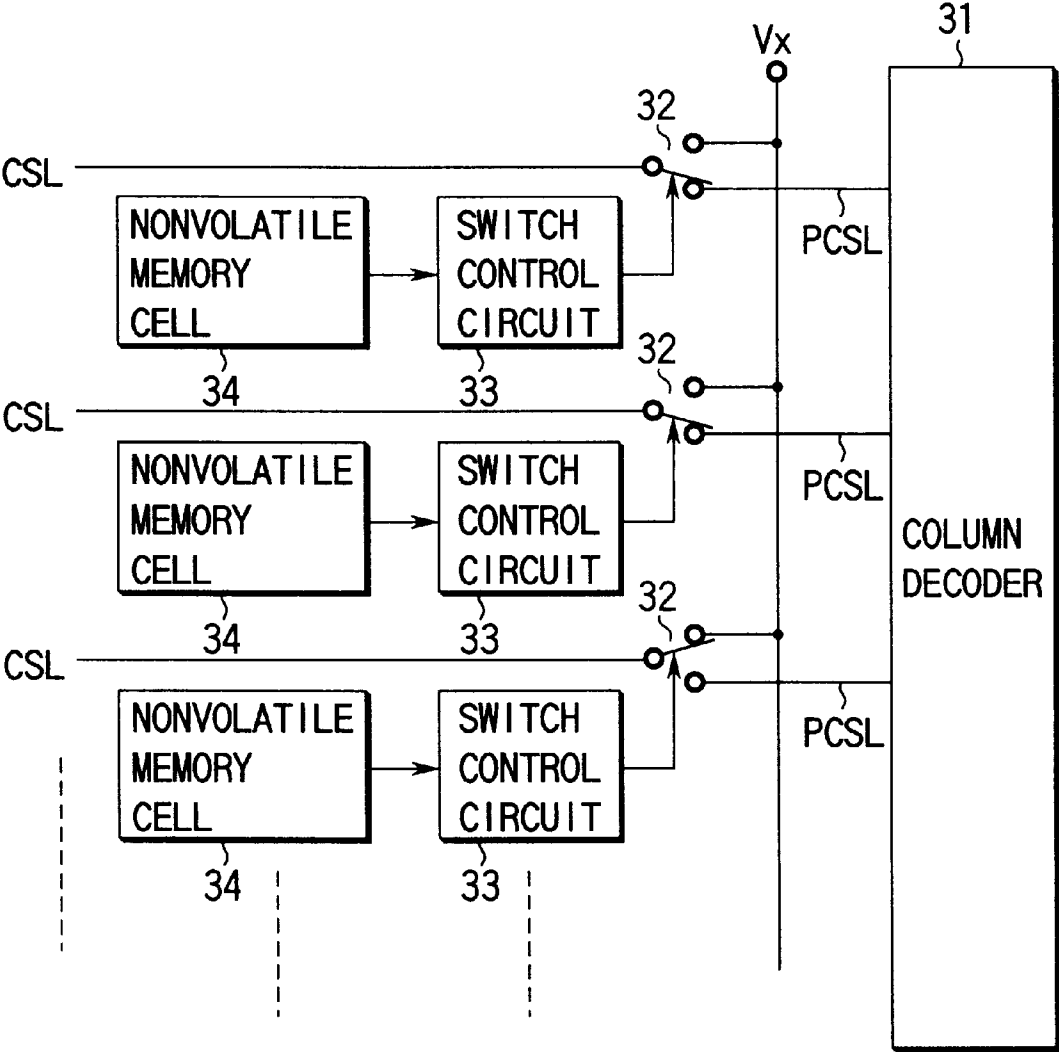 31
Vx
32
CSL
PCSL
NONVOLATILE
MEMORY
CELL
SWITCH
CONTROL
CIRCUIT
34
33
32
CSL
PCSL
NONVOLATILE
MEMORY
CELL
SWITCH
CONTROL
CIRCUIT
COLUMN
DECODER
34
33
32
CSL
PCSL
NONVOLATILE
MEMORY
CELL
SWITCH
CONTROL
CIRCUIT
34
33